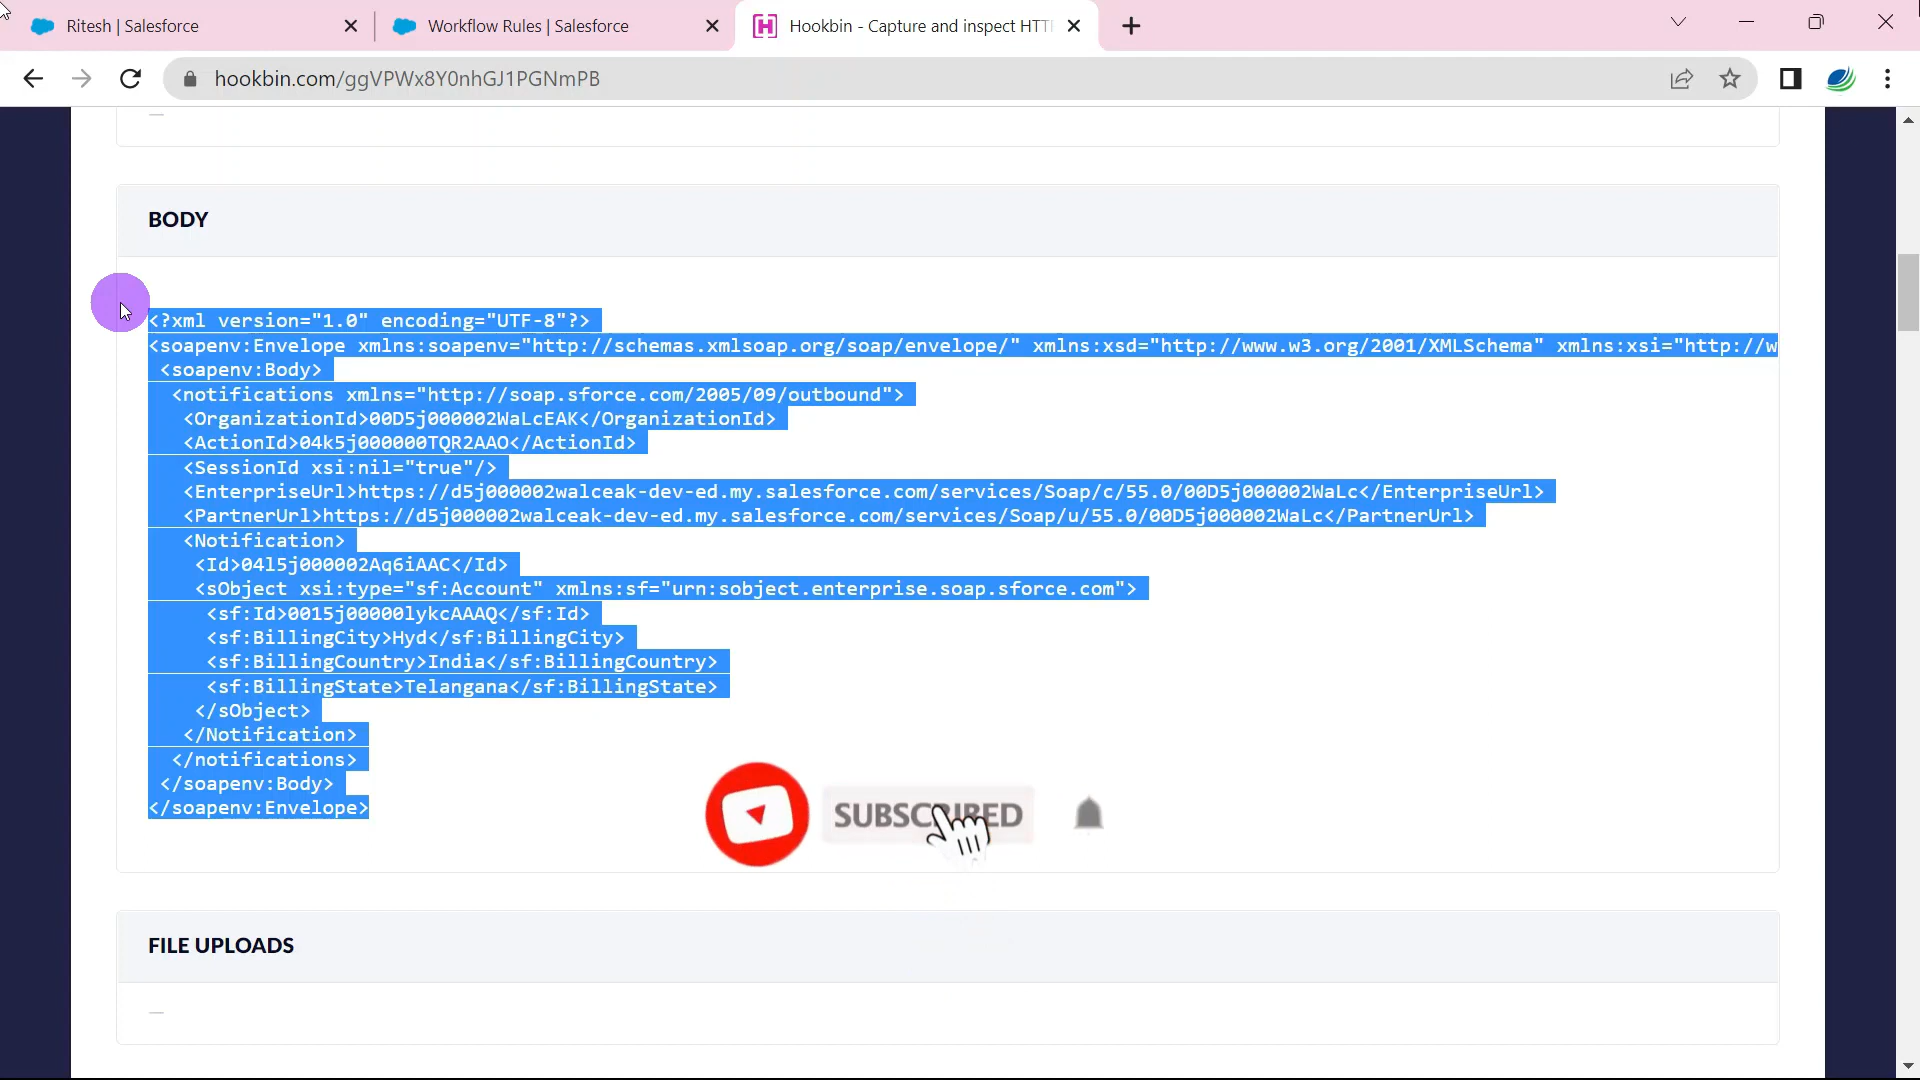 Ritesh | Salesforce
Workflow Rules | Salesforce
Hookbin - Capture and inspect HTT
hookbin.com/ggVPWx8Y0nhGJ1PGNmPB
BODY
<?xml version="1.0" encoding="UTF-8"?>
<soapenv:Envelope xmlns:soapenv="http://schemas.xmlsoap.org/soap/envelope/" xmlns:xsd="http://www.w3.org/2001/XMLSchema" xmlns:xsi="http://w
<soapenv:Body>
<notifications xmlns="http://soap.sforce.com/2005/09/outbound">
<OrganizationId>00D5j000002WaLcEAK</OrganizationId>
<ActionId>04k5j000000TQR2AAO</ActionId>
<SessionId xsi:nil="true"/>
<EnterpriseUrl>https://d5j000002walceak-dev-ed.my.salesforce.com/services/Soap/c/55.0/00D5j000002WaLc</EnterpriseUrl>
<PartnerUrl>https://d5j000002walceak-dev-ed.my.salesforce.com/services/Soap/u/55.0/00D5j000002WaLc</PartnerUrl>
<Notification>
<Id>04l5j000002Aq6iAAC</Id>
<sObject xsi:type="sf:Account" xmlns:sf="urn:sobject.enterprise.soap.sforce.com">
<sf:Id>0015j00000lykcAAAQ</sf:Id>
<sf:BillingCity>Hyd</sf:BillingCity>
<sf:BillingCountry>India</sf:BillingCountry>
<sf:BillingState>Telangana</sf:BillingState>
</sObject>
</Notification>
</notifications>
</soapenv:Body>
</soapenv:Envelope>
SUBSCRIBED
FILE UPLOADS